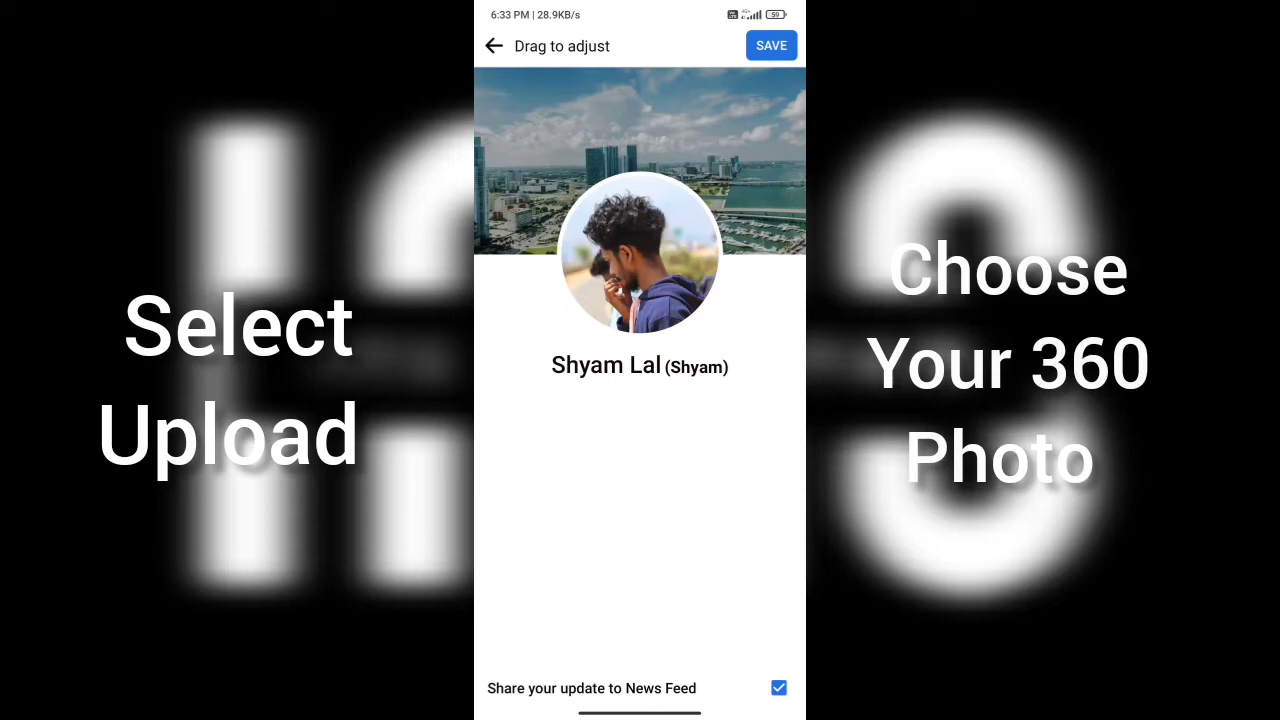 6:33 PM | 28.9KB/s
59
Drag to adjust
SAVE
Select
Upload
Choose
Your 360
Photo
Shyam Lal (Shyam)
Share your update to News Feed